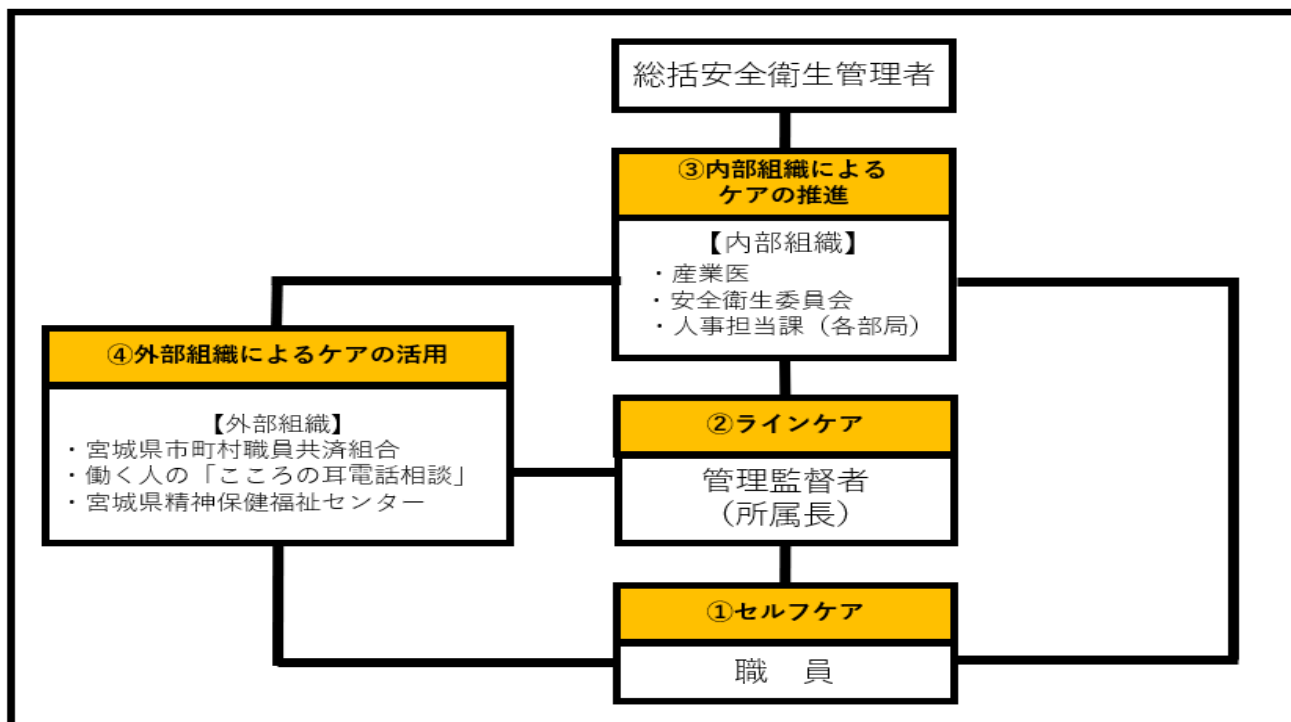 総括安全衛生管理者
③内部組織による
ケアの推進
【内部組織】
・産業医
・安全衛生委員会
・人事担当課（各部局）
④外部組織によるケアの活用
【外部組織】
・宮城県市町村職員共済組合
・働く人の「こころの耳電話相談」
・宮城県精神保健福祉センター
②ラインケア
管理監督者
（所属長）
①セルフケア
職　員